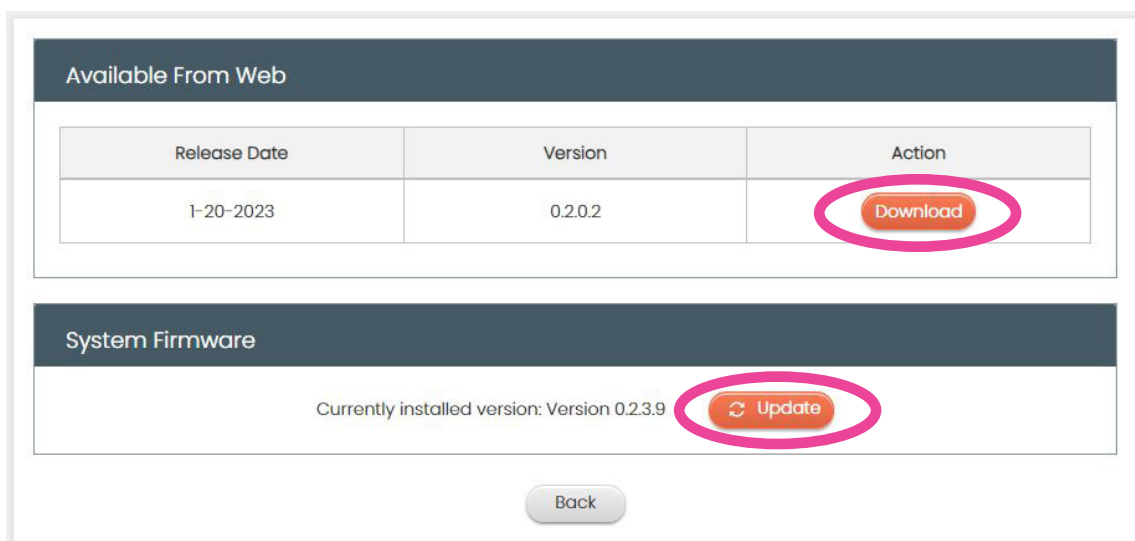 Available From Web
Release Date Version Action
1-20-2023 0.2.0.2 Download
System Firmware
Currently installed version: Version 0.2.3.9 Update
Back